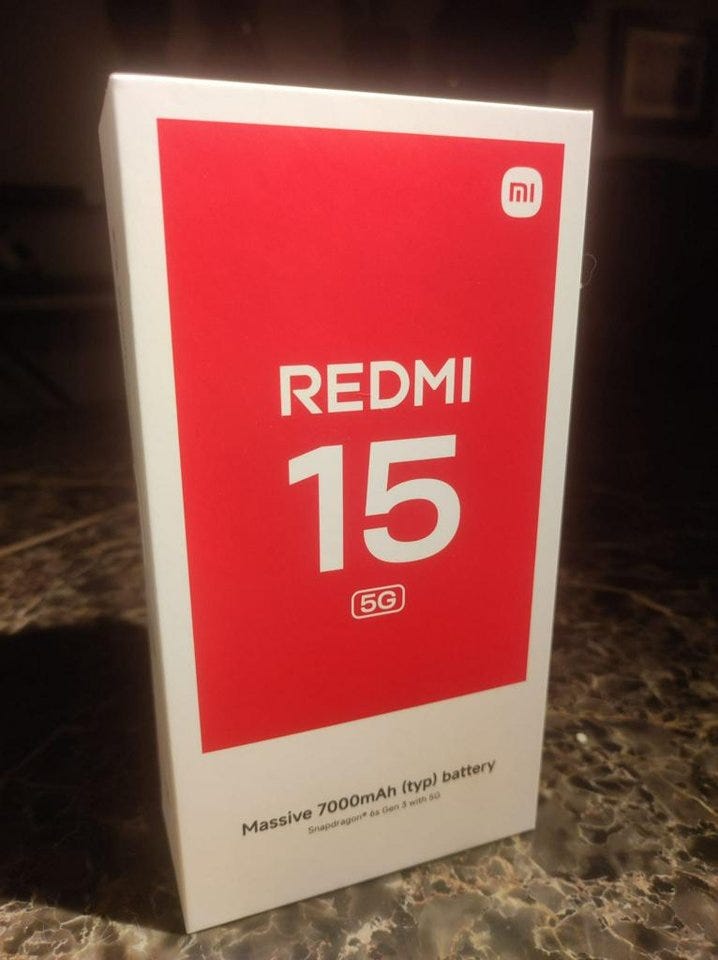 mi
REDMI
15
5G
Massive 7000mAh (typ) battery
Snapdragon® 6s Gen 3 with 5G